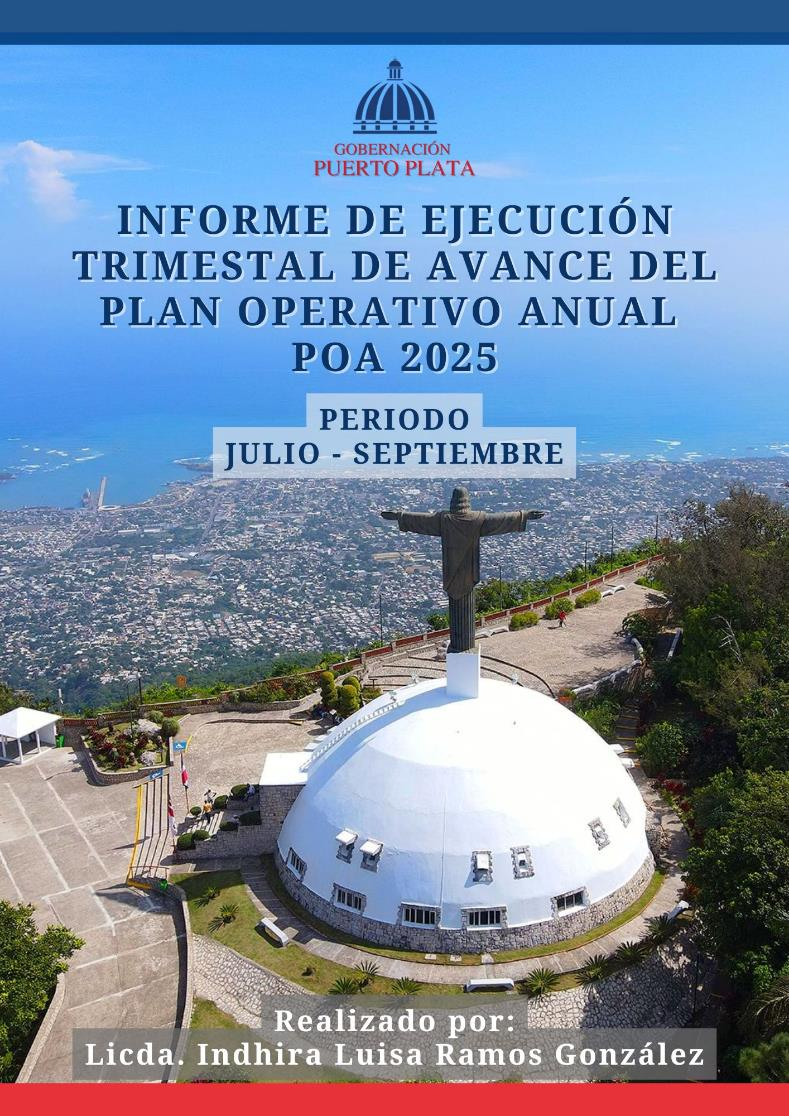 GOBERNACIÓN
PUERTO PLATA
INFORME DE EJECUCIÓN
TRIMESTAL DE AVANCE DEL
PLAN OPERATIVO ANUAL
POA 2025
PERIODO
JULIO - SEPTIEMBRE
Realizado por:
Licda. Indhira Luisa Ramos González